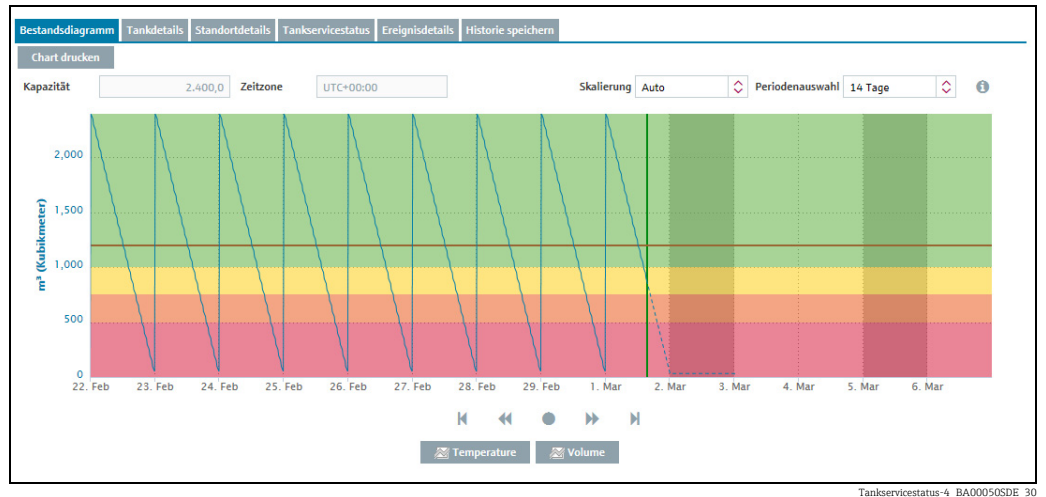 Bestandsdiagramm Tankdetails Standortdetails Tankservicestatus Ereignisdetails Historie speichern
Chart drucken
Kapazität 2.400,0 Zeitzone UTC+00:00 Skalierung Auto Periodenauswahl 14 Tage
m³ (Kubikmeter)
2,000
1,500
1,000
500
0
22. Feb 23. Feb 24. Feb 25. Feb 26. Feb 27. Feb 28. Feb 29. Feb 1. Mar 2. Mar 3. Mar 4. Mar 5. Mar 6. Mar
Temperature Volume
Tankservicestatus-4_BA00050SDE_30